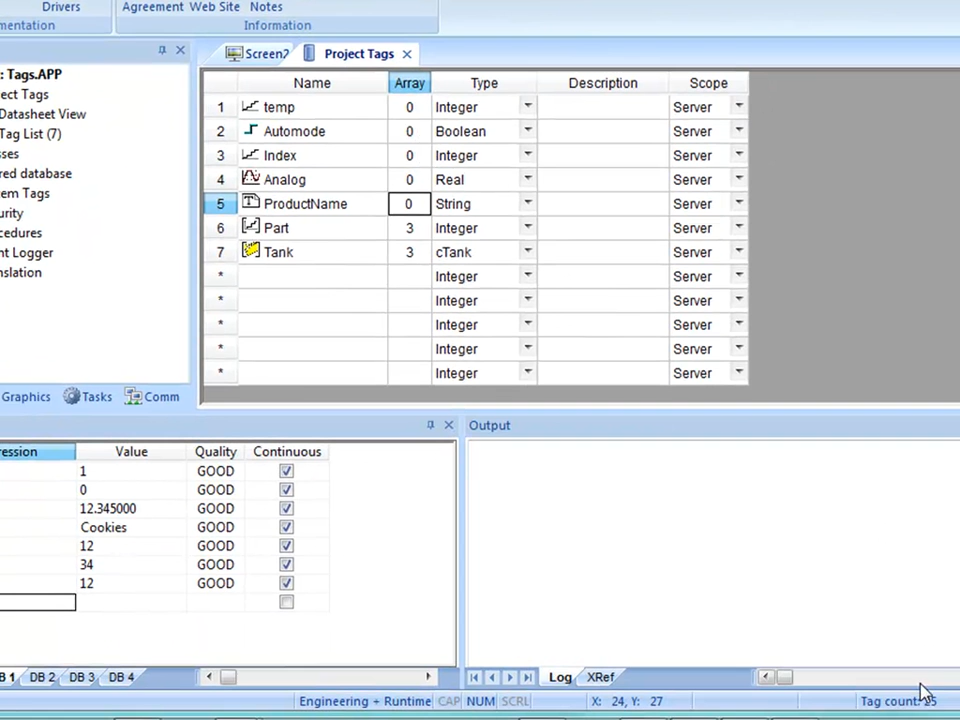 Drivers
Agreement Web Site Notes
mentation
Information
Screen2
Project Tags
: Tags.APP
ect Tags
Datasheet View
Tag List (7)
sses
red database
em Tags
urity
cedures
nt Logger
nslation
Graphics Tasks Comm
Name Array Type Description Scope
1 temp 0 Integer Server
2 Automode 0 Boolean Server
3 Index 0 Integer Server
4 Analog 0 Real Server
5 ProductName 0 String Server
6 Part 3 Integer Server
7 Tank 3 cTank Server
* Integer Server
* Integer Server
* Integer Server
* Integer Server
* Integer Server
ression Value Quality Continuous
1 GOOD
0 GOOD
12.345000 GOOD
Cookies GOOD
12 GOOD
34 GOOD
12 GOOD
B 1 DB 2 DB 3 DB 4
Output
Log XRef
Engineering + Runtime CAP NUM SCRL X: 24, Y: 27 Tag count: